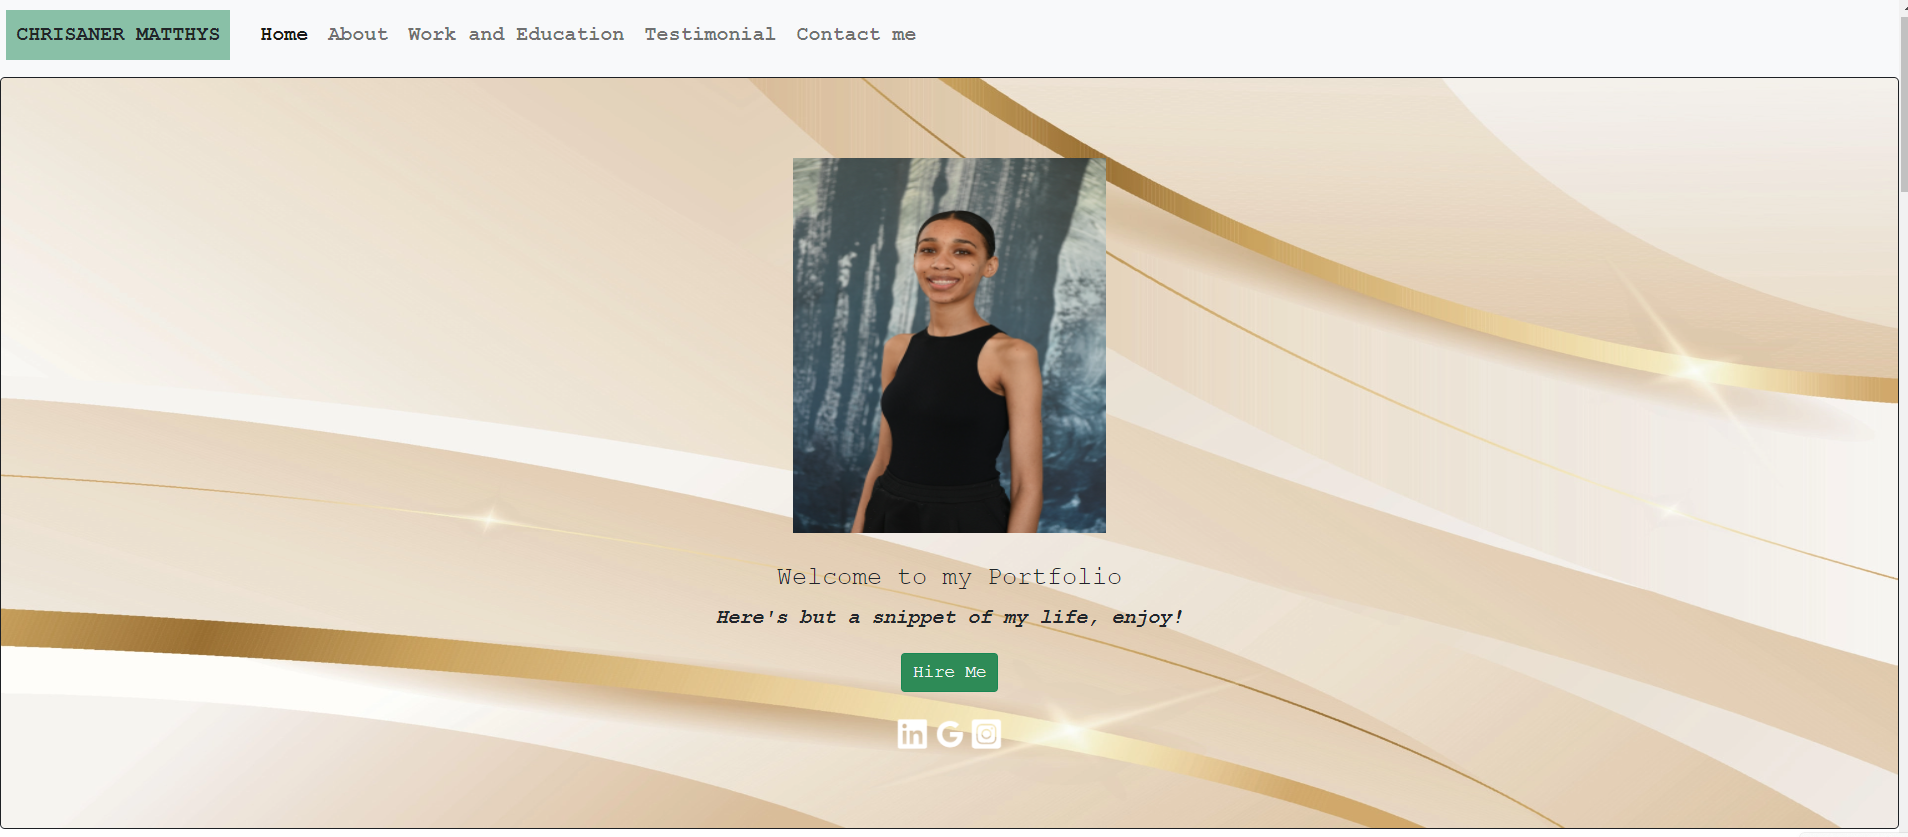 CHRISANER MATTHYS Home About Work and Education Testimonial Contact me
Welcome to my Portfolio
Here's but a snippet of my life, enjoy!
Hire Me
in G